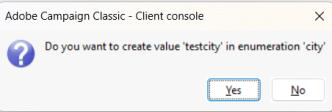 Adobe Campaign Classic - Client console
Do you want to create value 'testcity' in enumeration 'city'
Yes No